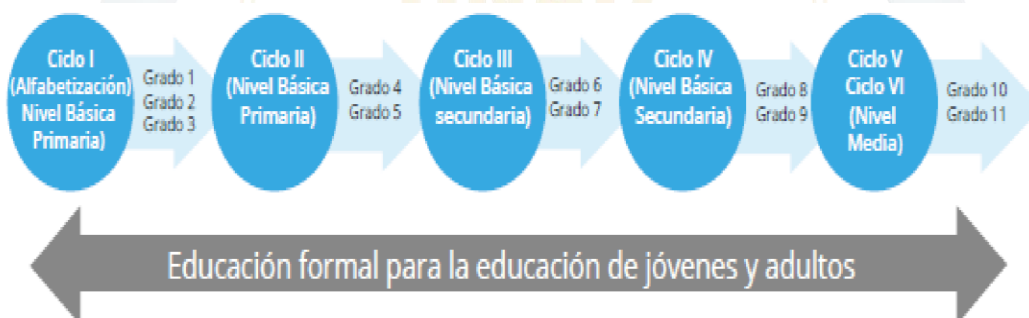 Ciclo I
(Alfabetización)
Nivel Básica
Primaria)
Grado 1
Grado 2
Grado 3
Ciclo II
(Nivel Básica
Primaria)
Grado 4
Grado 5
Ciclo III
(Nivel Básica
secundaria)
Grado 6
Grado 7
Ciclo IV
(Nivel Básica
Secundaria)
Grado 8
Grado 9
Ciclo V
Ciclo VI
(Nivel
Media)
Grado 10
Grado 11
Educación formal para la educación de jóvenes y adultos